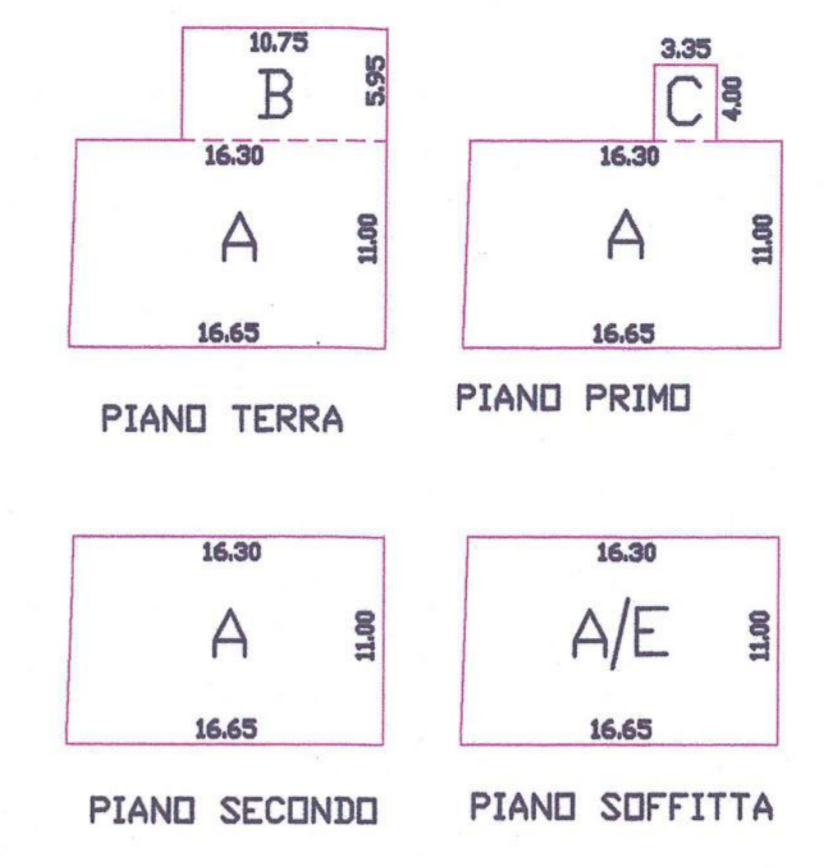 10.75
B
5.95
16.30
A
11.00
16.65
PIANO TERRA
3.35
C
4.00
16.30
A
11.00
16.65
PIANO PRIMO
16.30
A
11.00
16.65
PIANO SECONDO
16.30
A/E
11.00
16.65
PIANO SOFFITTA